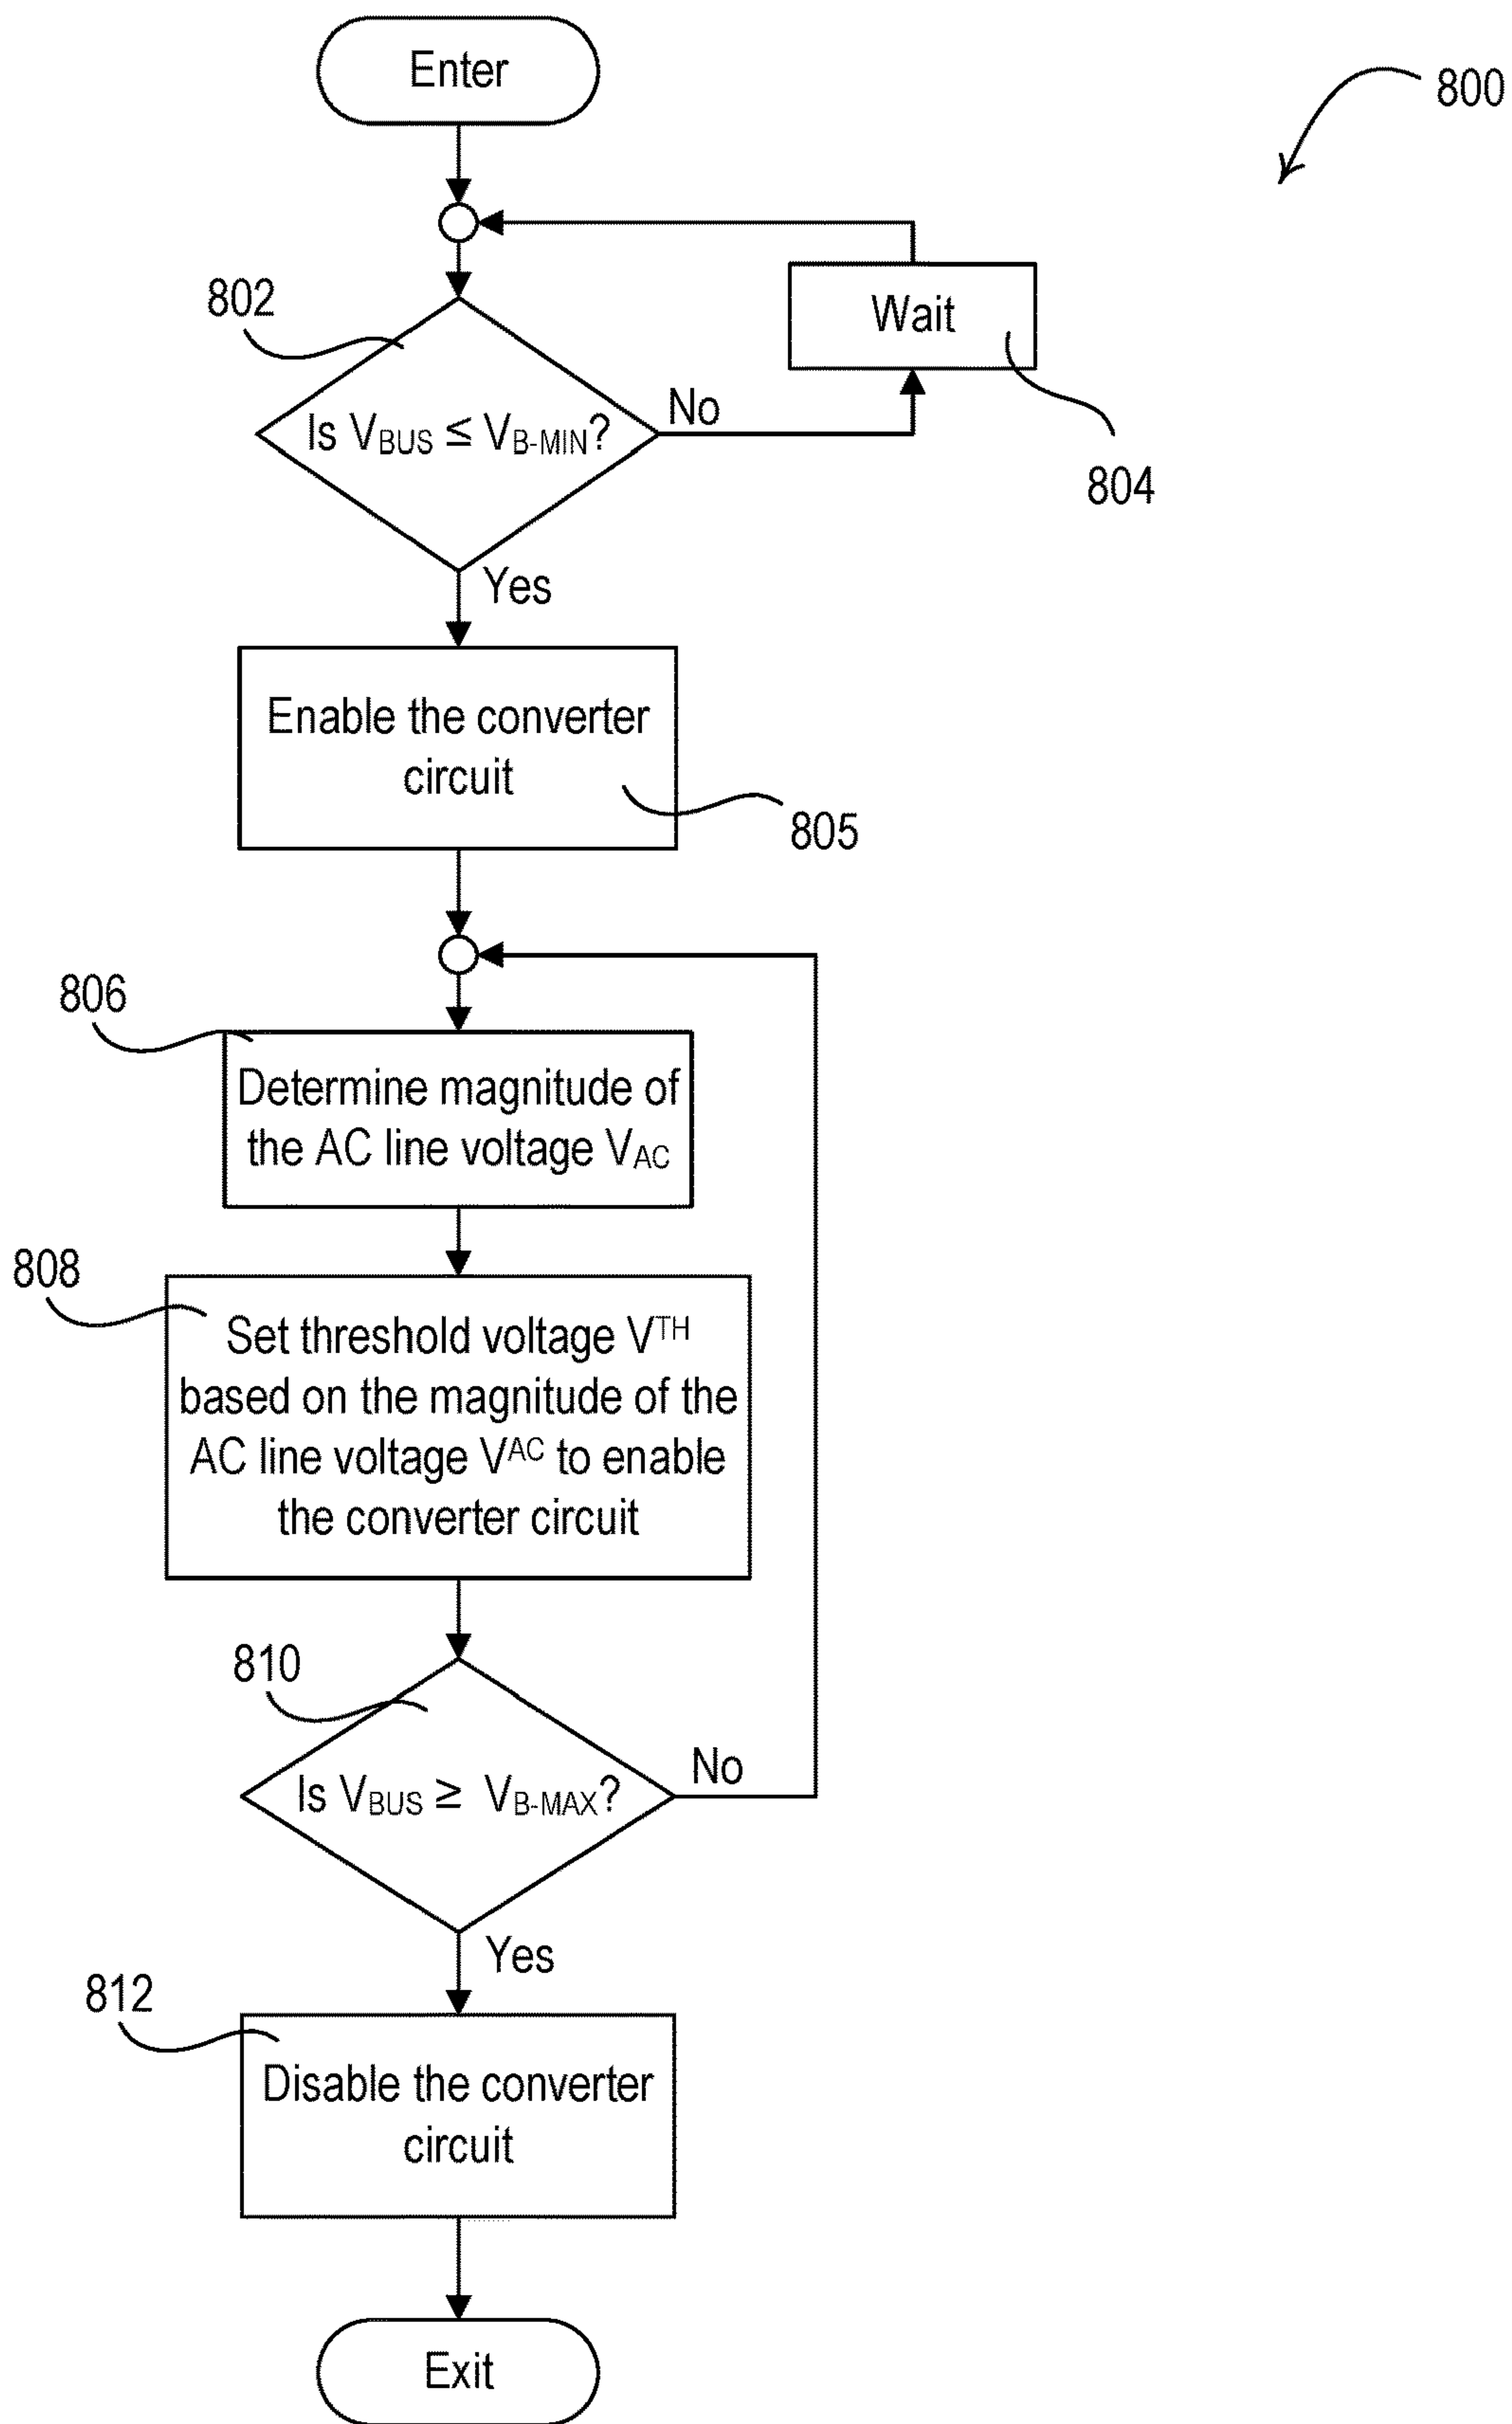 Enter
800
Wait
802
Is VBUS ≤ VB-MIN?
No
804
Yes
Enable the converter
circuit
805
806
Determine magnitude of
the AC line voltage VAC
808
Set threshold voltage VTH
based on the magnitude of the
AC line voltage VAC to enable
the converter circuit
810
Is VBUS ≥ VB-MAX?
No
Yes
812
Disable the converter
circuit
Exit